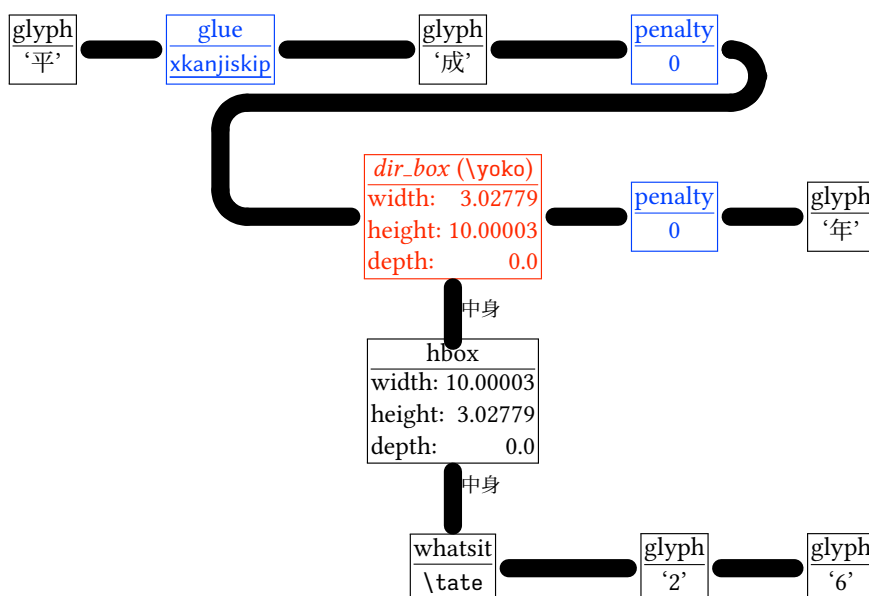 glyph
‘平’
glue
xkanjiskip
glyph
‘成’
penalty
0
dir_box (\yoko)
width: 3.02779
height: 10.00003
depth: 0.0
penalty
0
glyph
‘年’
中身
hbox
width: 10.00003
height: 3.02779
depth: 0.0
中身
whatsit
\tate
glyph
‘2’
glyph
‘6’